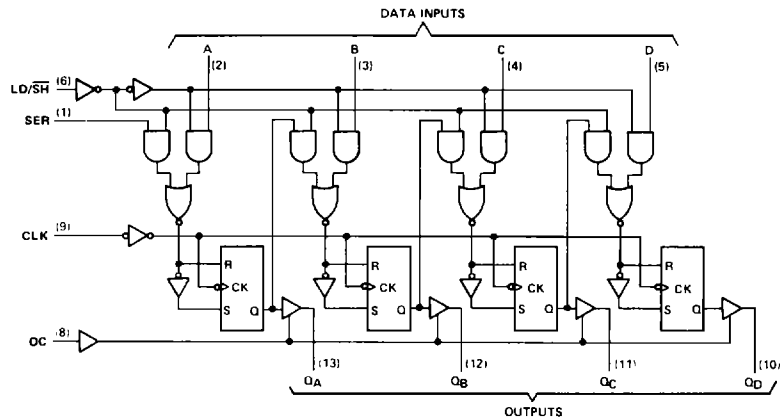 DATA INPUTS
A B C D
(2) (3) (4) (5)
LD/S̅H̅ (6)
SER (1)
CLK (9)
R R R R
CK CK CK CK
S Q S Q S Q S Q
OC (8)
(13) (12) (11) (10)
QA QB QC QD
OUTPUTS